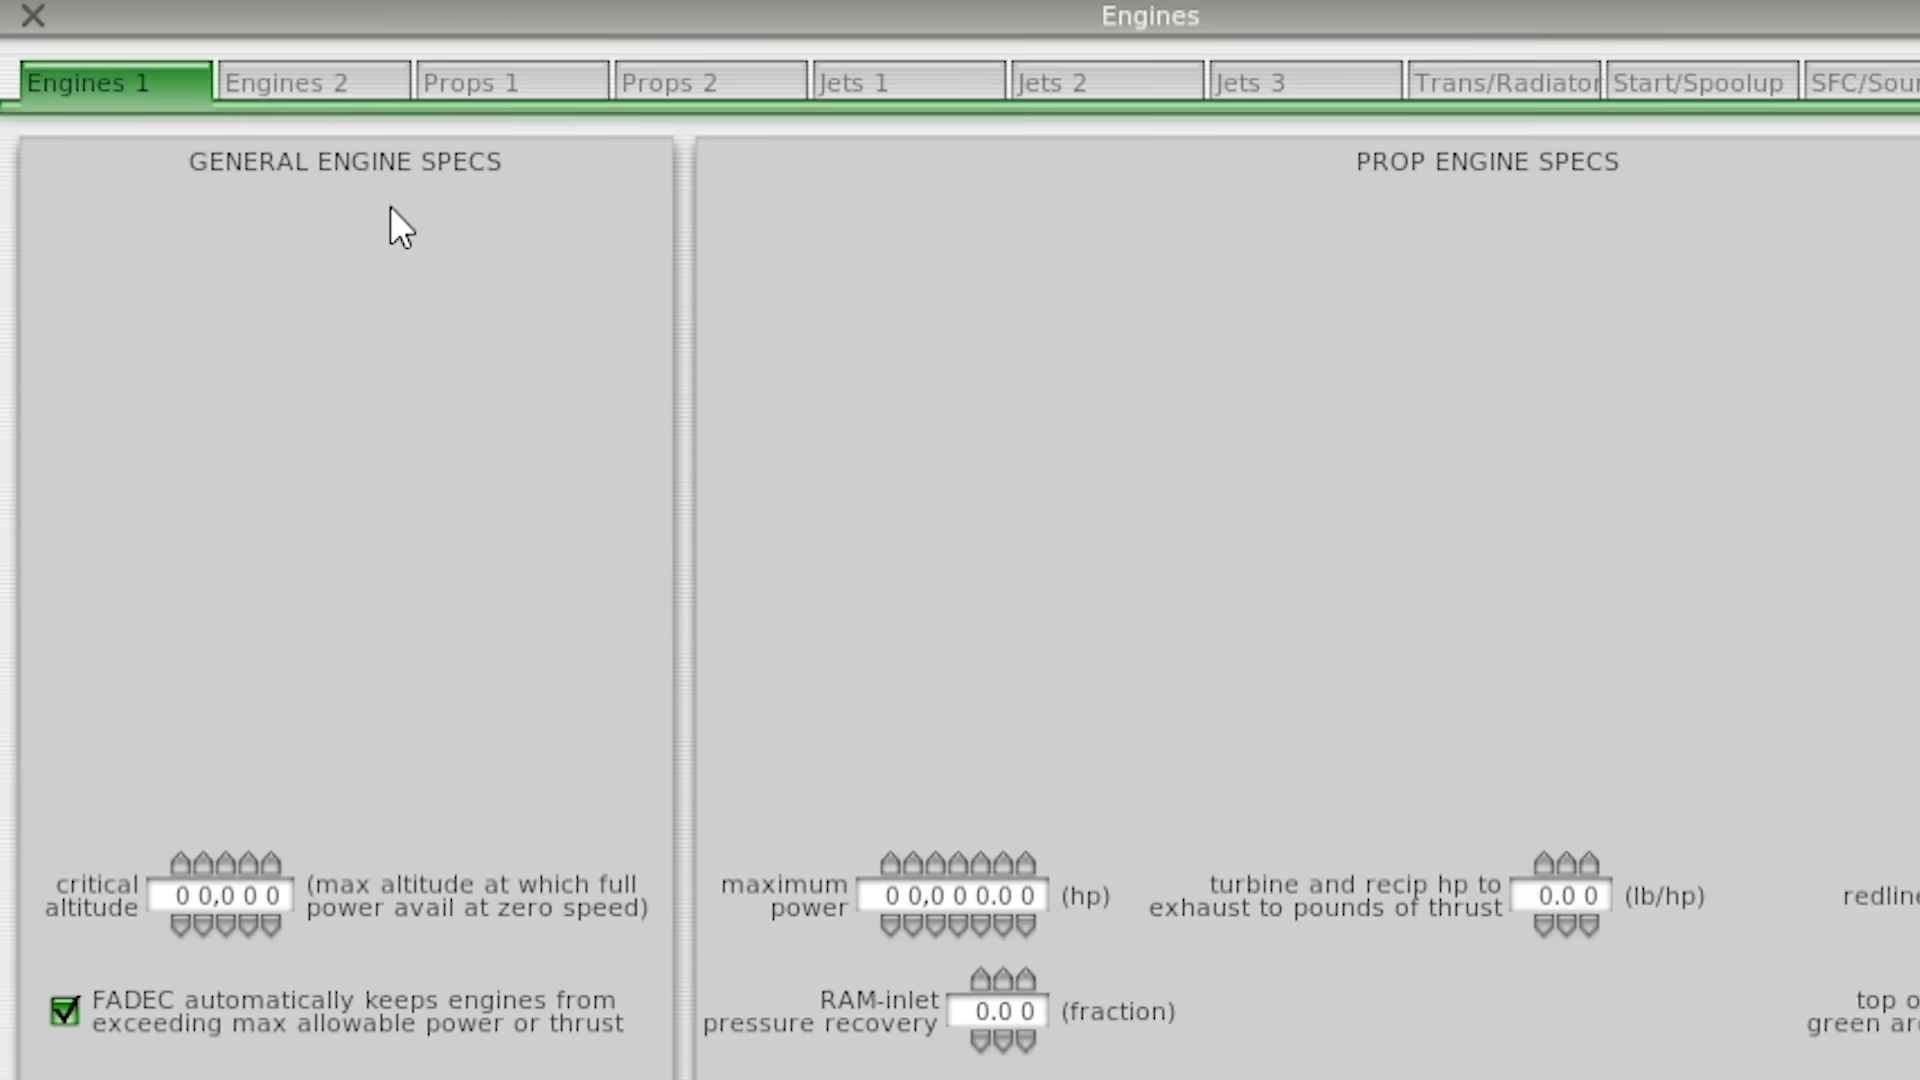 Engines
Engines 1
Engines 2
Props 1
Props 2
Jets 1
Jets 2
Jets 3
Trans/Radiator
Start/Spoolup
GENERAL ENGINE SPECS
critical
altitude
0 0,0 0 0
(max altitude at which full
power avail at zero speed)
FADEC automatically keeps engines from
exceeding max allowable power or thrust
PROP ENGINE SPECS
maximum
power
0 0,0 0 0.0 0
(hp)
turbine and recip hp to
exhaust to pounds of thrust
0.0 0
(lb/hp)
RAM-inlet
pressure recovery
0.0 0
(fraction)
top
green